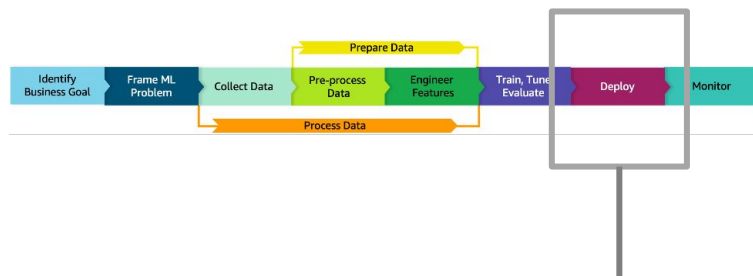 Prepare Data
Identify
Business Goal
Frame ML
Problem
Collect Data
Pre-process
Data
Engineer
Features
Train, Tune
Evaluate
Deploy
Monitor
Process Data